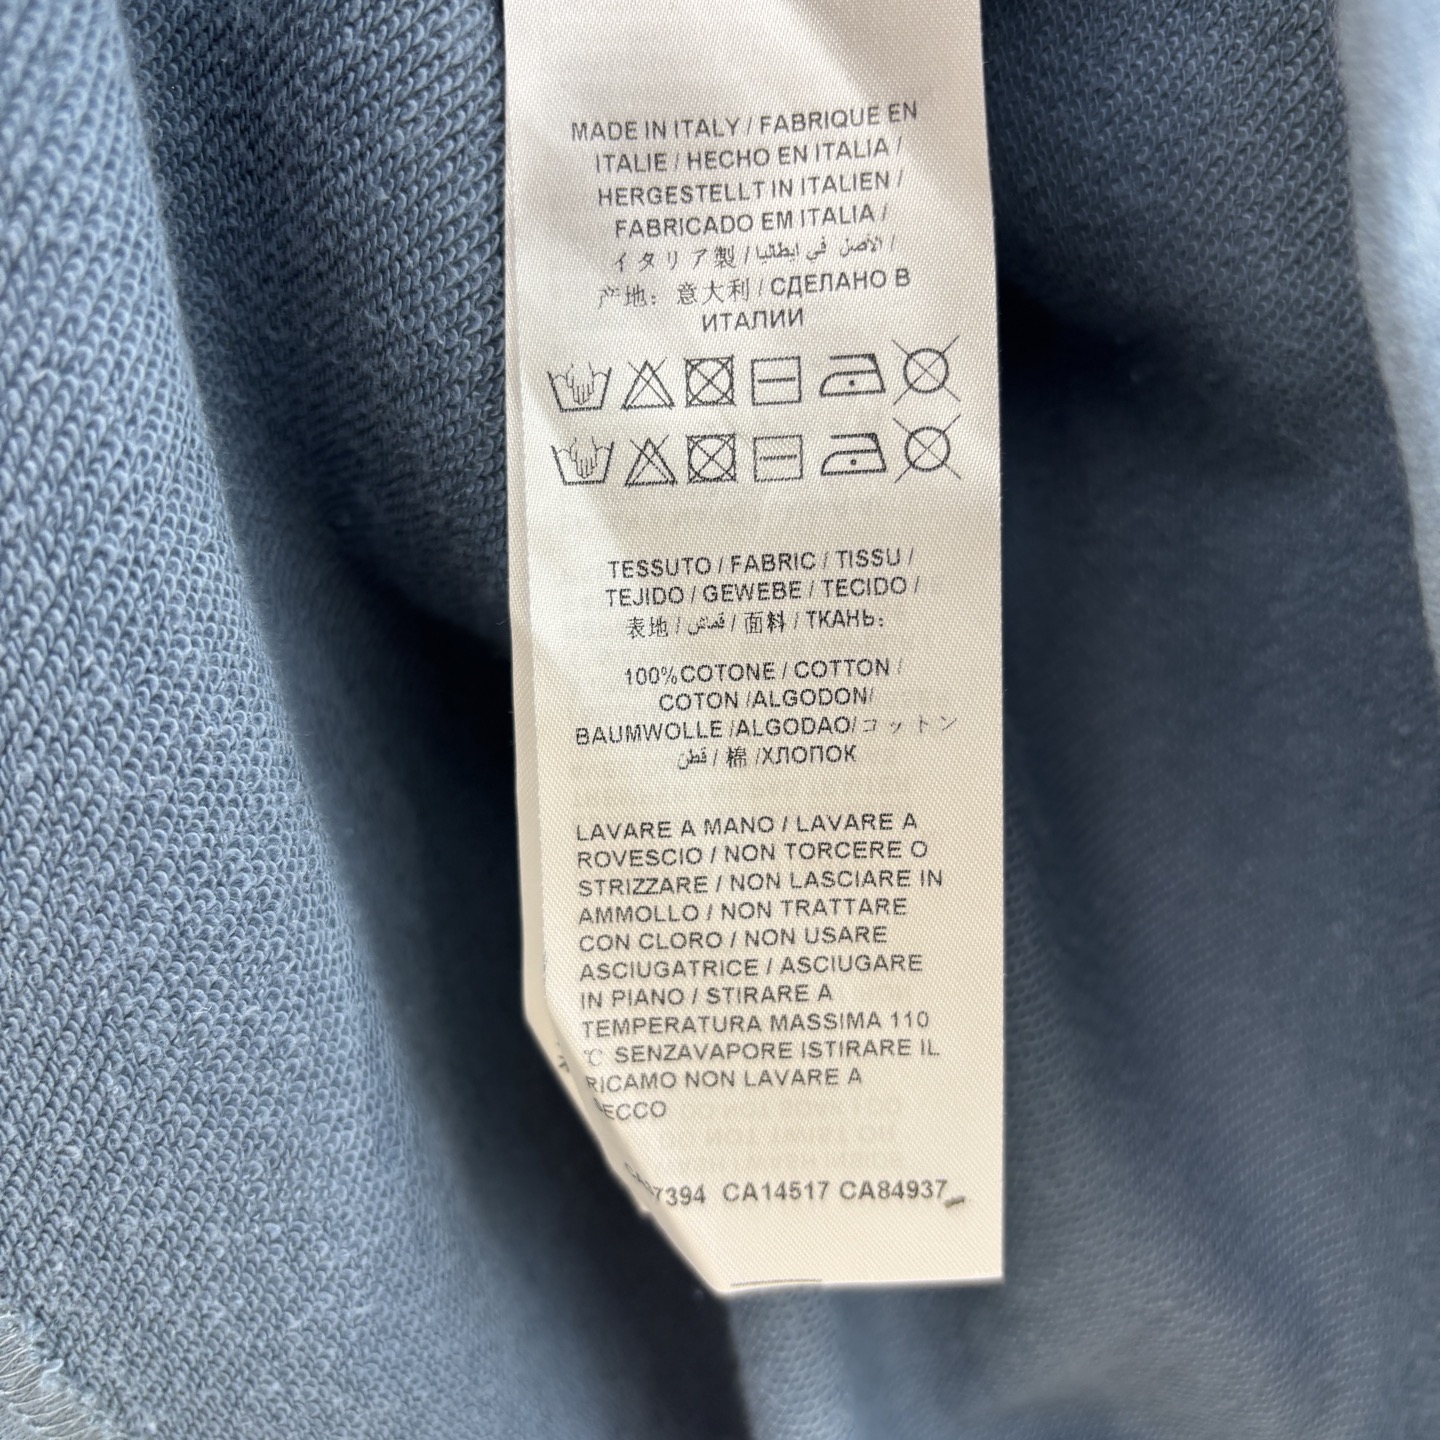 MADE IN ITALY / FABRIQUE EN
ITALIE / HECHO EN ITALIA /
HERGESTELLT IN ITALIEN /
FABRICADO EM ITALIA /
イタリア製 / الأصل في ايطاليا /
产地：意大利 / СДЕЛАНО В
ИТАЛИИ
TESSUTO / FABRIC / TISSU /
TEJIDO / GEWEBE / TECIDO /
表地 / قماش / 面料 / ТКАНЬ:
100%COTONE / COTTON /
COTON /ALGODON/
BAUMWOLLE /ALGODAO/コットン
قطن / 棉 /ХЛОПОК
LAVARE A MANO / LAVARE A
ROVESCIO / NON TORCERE O
STRIZZARE / NON LASCIARE IN
AMMOLLO / NON TRATTARE
CON CLORO / NON USARE
ASCIUGATRICE / ASCIUGARE
IN PIANO / STIRARE A
TEMPERATURA MASSIMA 110
℃ SENZAVAPORE ISTIRARE IL
RICAMO NON LAVARE A
SECCO
CA14517 CA84937